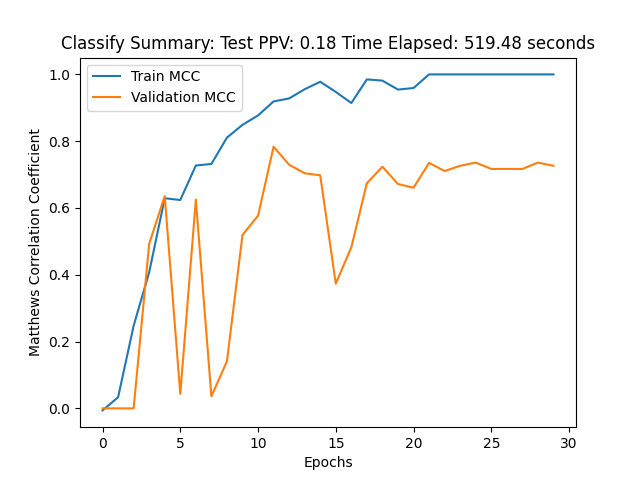 Classify Summary: Test PPV: 0.18 Time Elapsed: 519.48 seconds
Train MCC
Validation MCC
Matthews Correlation Coefficient
1.0
0.8
0.6
0.4
0.2
0.0
0 5 10 15 20 25 30
Epochs